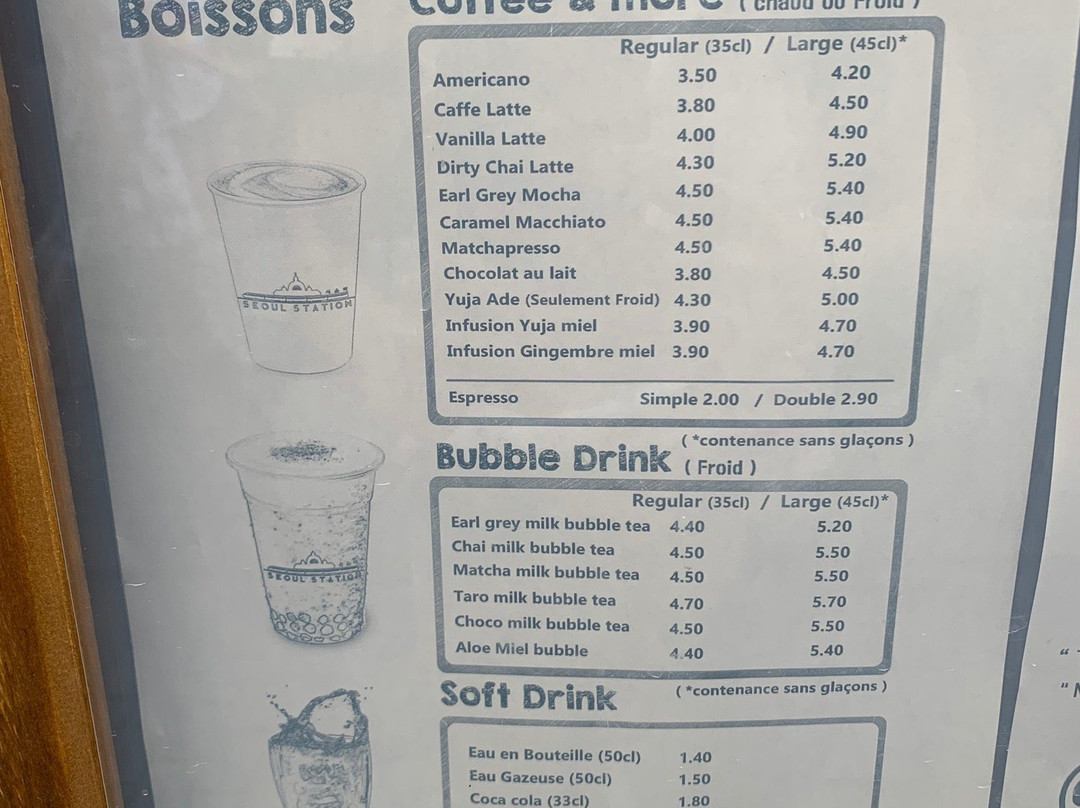 Boissons
Coffee & more ( chaud ou Froid )
Regular (35cl) / Large (45cl)*
Americano 3.50 4.20
Caffe Latte 3.80 4.50
Vanilla Latte 4.00 4.90
Dirty Chai Latte 4.30 5.20
Earl Grey Mocha 4.50 5.40
Caramel Macchiato 4.50 5.40
Matchapresso 4.50 5.40
Chocolat au lait 3.80 4.50
Yuja Ade (Seulement Froid) 4.30 5.00
Infusion Yuja miel 3.90 4.70
Infusion Gingembre miel 3.90 4.70
Espresso Simple 2.00 / Double 2.90
SEOUL STATION
( *contenance sans glaçons )
Bubble Drink ( Froid )
Regular (35cl) / Large (45cl)*
Earl grey milk bubble tea 4.40 5.20
Chai milk bubble tea 4.50 5.50
Matcha milk bubble tea 4.50 5.50
Taro milk bubble tea 4.70 5.70
Choco milk bubble tea 4.50 5.50
Aloe Miel bubble 4.40 5.40
SEOUL STATION
( *contenance sans glaçons )
Soft Drink
Eau en Bouteille (50cl) 1.40
Eau Gazeuse (50cl) 1.50
Coca cola (33cl) 1.80